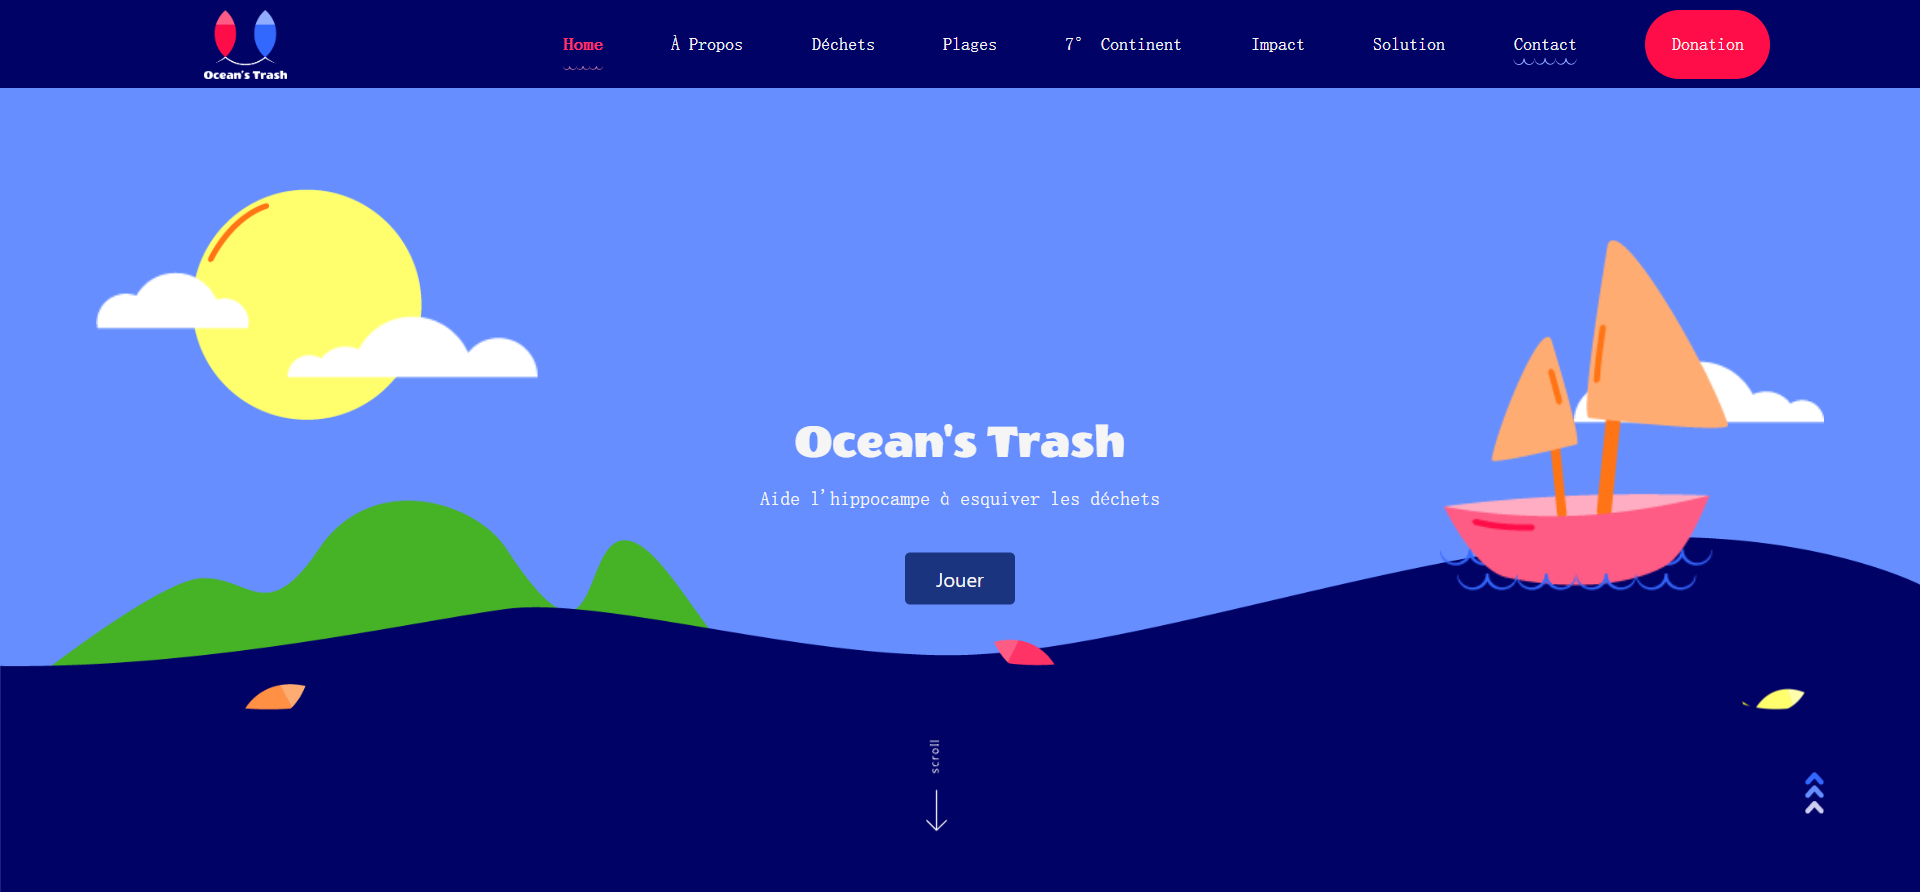 Ocean's Trash
Home À Propos Déchets Plages 7° Continent Impact Solution Contact Donation
Ocean's Trash
Aide l'hippocampe à esquiver les déchets
Jouer
scroll